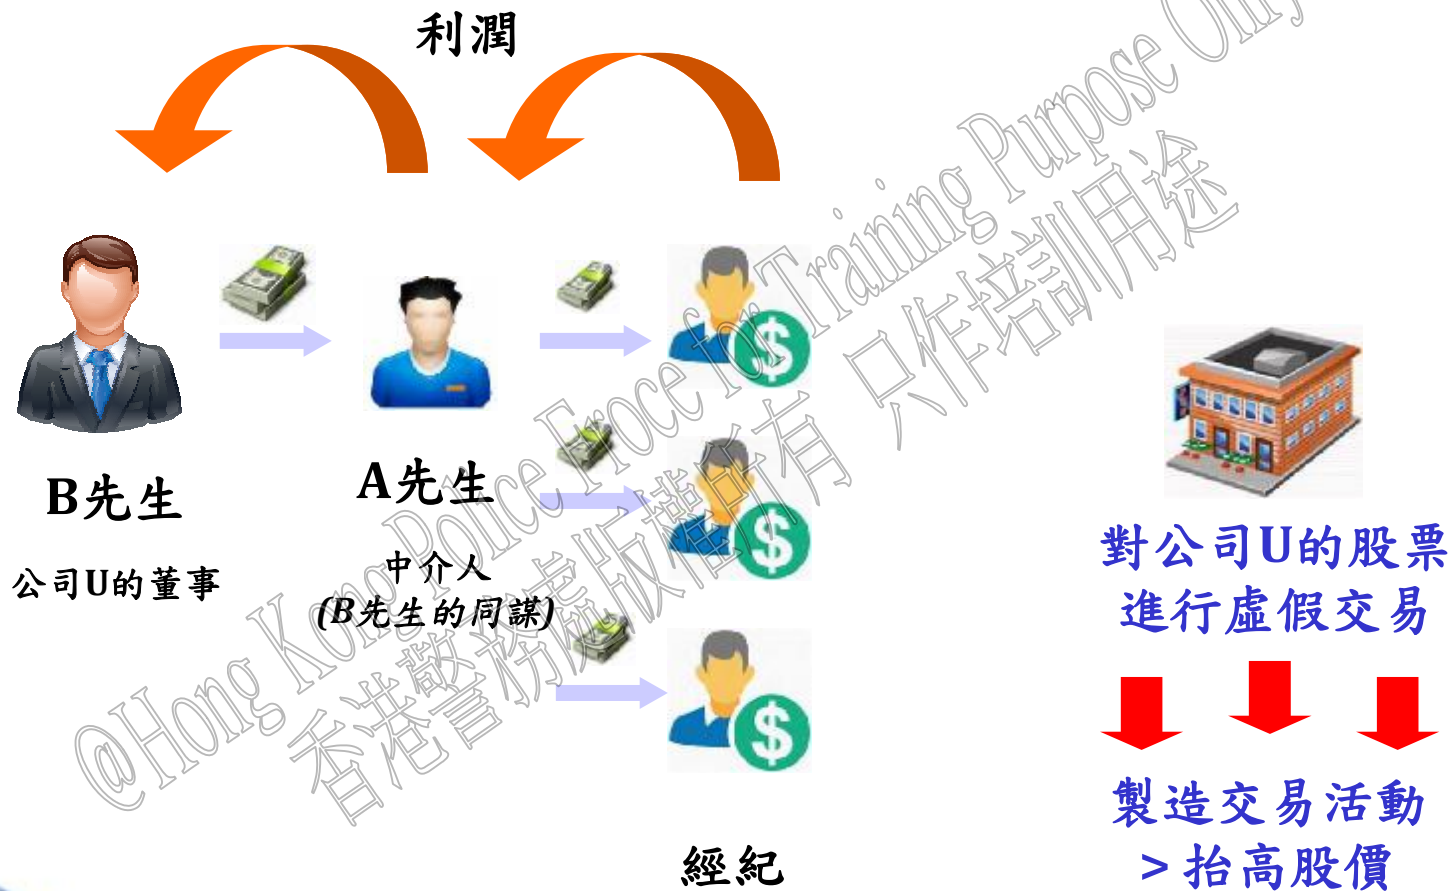 利潤
B先生
公司U的董事
A先生
中介人
(B先生的同謀)
經紀
對公司U的股票
進行虛假交易
製造交易活動
> 抬高股價
@Hong Kong Police Froce for Training Purpose Only
香港警務處版權所有 只作培訓用途